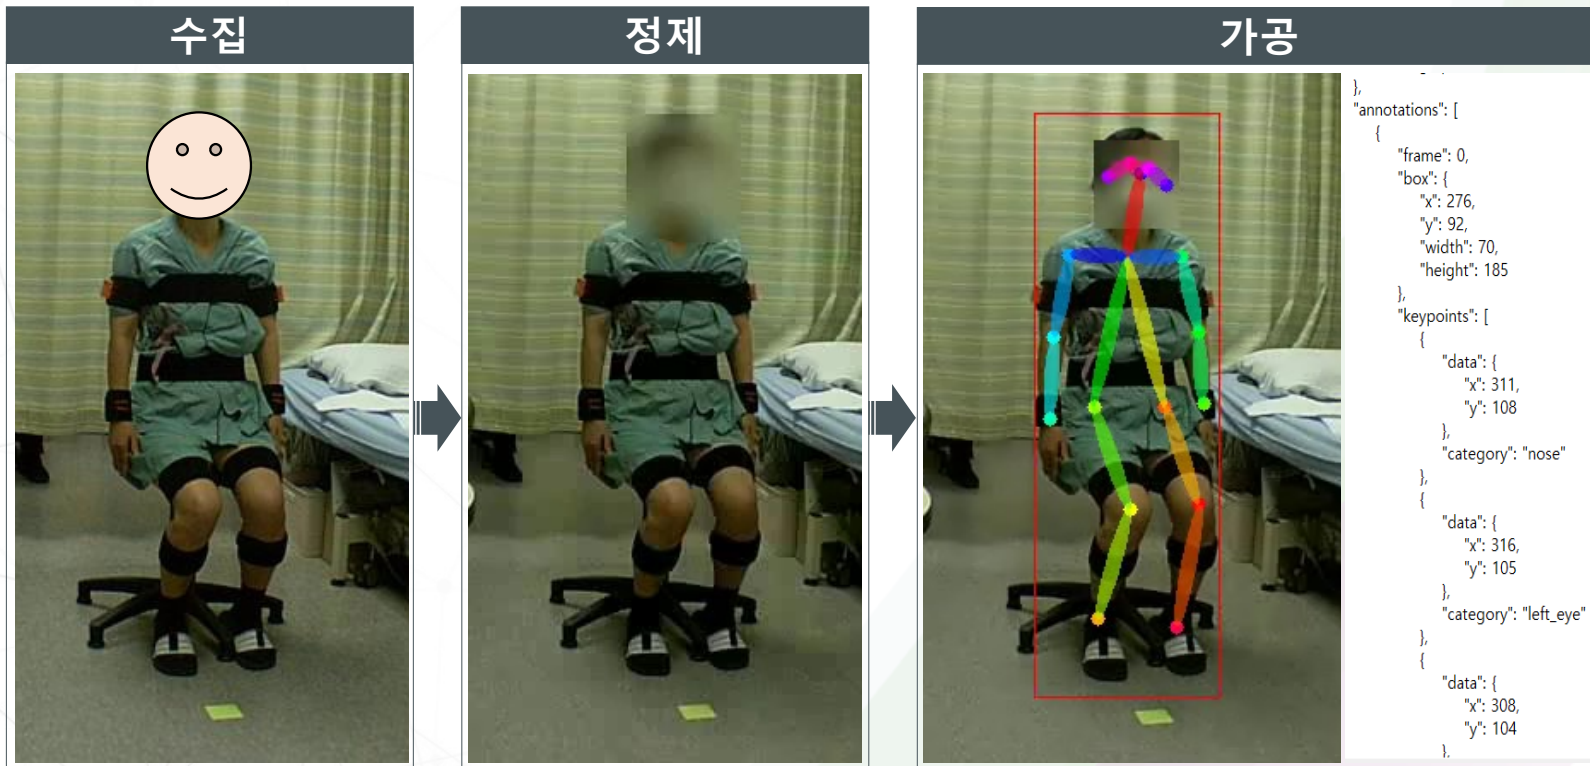 수집
정제
가공
},
"annotations": [
{
"frame": 0,
"box": {
"x": 276,
"y": 92,
"width": 70,
"height": 185
},
"keypoints": [
{
"data": {
"x": 311,
"y": 108
},
"category": "nose"
},
{
"data": {
"x": 316,
"y": 105
},
"category": "left_eye"
},
{
"data": {
"x": 308,
"y": 104
},